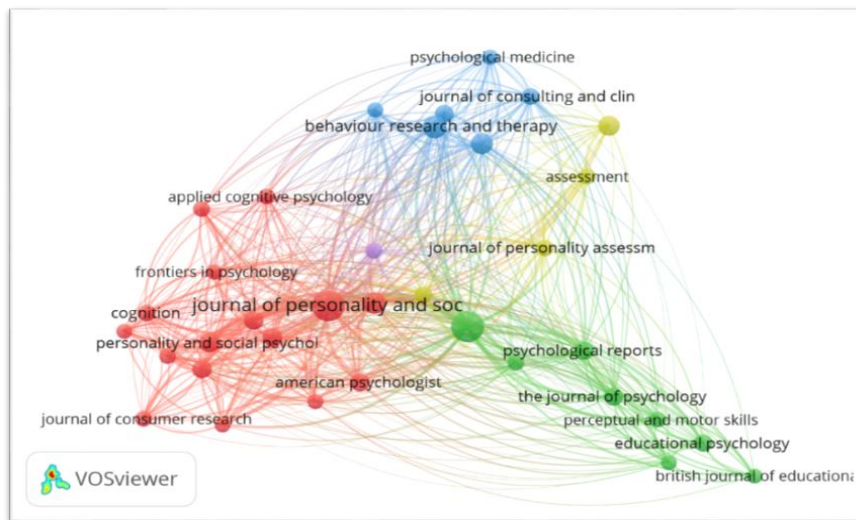 psychological medicine
journal of consulting and clin
behaviour research and therapy
assessment
applied cognitive psychology
journal of personality assessm
frontiers in psychology
journal of personality and soc
cognition
personality and social psychol
psychological reports
american psychologist
the journal of psychology
journal of consumer research
perceptual and motor skills
educational psychology
british journal of educationa
VOSviewer